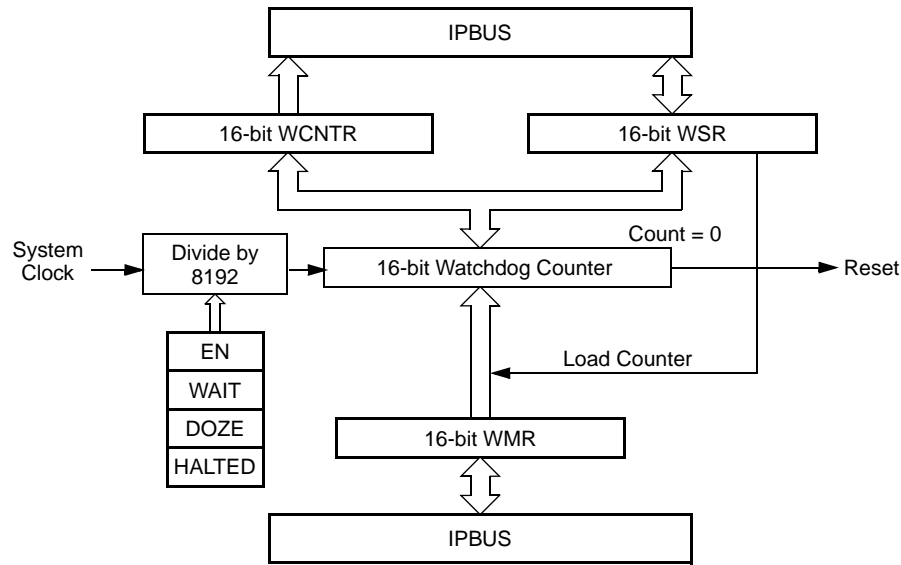 IPBUS
16-bit WCNTR
16-bit WSR
Count = 0
System
Clock
Divide by
8192
16-bit Watchdog Counter
Reset
EN
WAIT
DOZE
HALTED
Load Counter
16-bit WMR
IPBUS